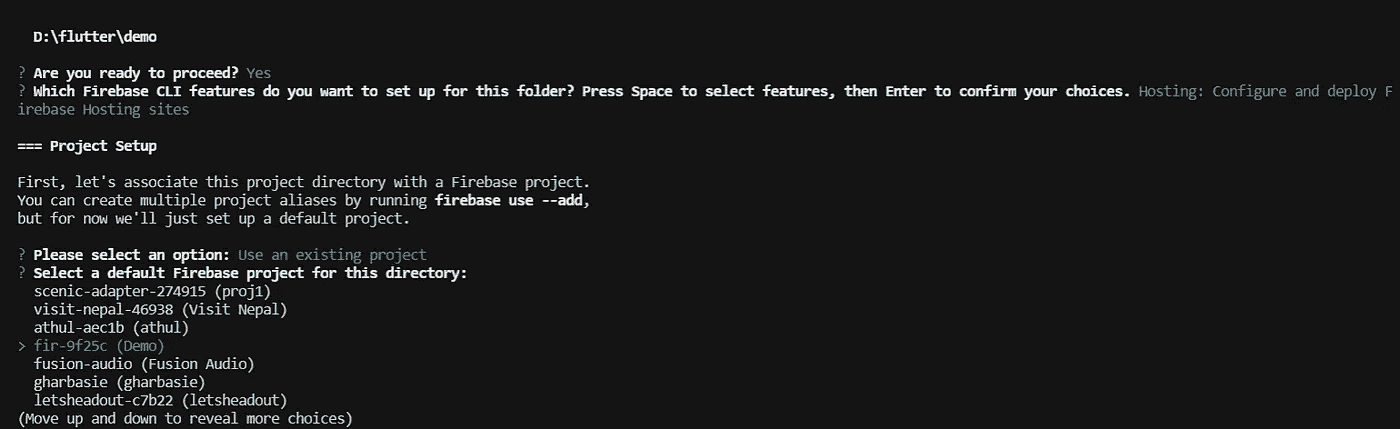 D:\flutter\demo
? Are you ready to proceed? Yes
? Which Firebase CLI features do you want to set up for this folder? Press Space to select features, then Enter to confirm your choices. Hosting: Configure and deploy F
irebase Hosting sites
=== Project Setup
First, let's associate this project directory with a Firebase project.
You can create multiple project aliases by running firebase use --add,
but for now we'll just set up a default project.
? Please select an option: Use an existing project
? Select a default Firebase project for this directory:
scenic-adapter-274915 (proj1)
visit-nepal-46938 (Visit Nepal)
athul-aec1b (athul)
> fir-9f25c (Demo)
fusion-audio (Fusion Audio)
gharbasie (gharbasie)
letsheadout-c7b22 (letsheadout)
(Move up and down to reveal more choices)